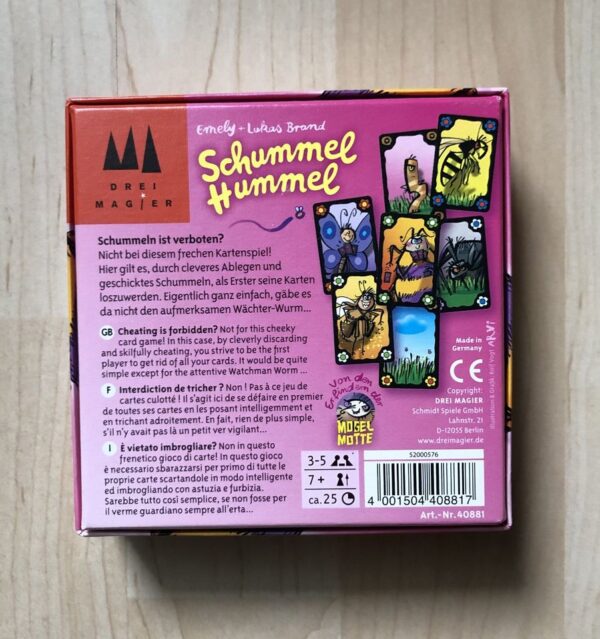 DREI
MAGIER
Emely + Lukas Brand
Schummel
Hummel
Schummeln ist verboten?
Nicht bei diesem frechen Kartenspiel!
Hier gilt es, durch cleveres Ablegen und
geschicktes Schummeln, als Erster seine Karten
loszuwerden. Eigentlich ganz einfach, gäbe es
da nicht den aufmerksamen Wächter-Wurm...
GB Cheating is forbidden? Not for this cheeky
card game! In this case, by cleverly discarding
and skilfully cheating, you strive to be the first
player to get rid of all your cards. It would be quite
simple except for the attentive Watchman Worm ...
F Interdiction de tricher ? Non ! Pas à ce jeu de
cartes culotté ! Il s'agit ici de se défaire en premier
de toutes ses cartes en les posant intelligemment et
en trichant adroitement. En fait, rien de plus simple,
s'il n'y avait pas là un petit ver vigilant...
I È vietato imbrogliare? Non in questo
frenetico gioco di carte! In questo gioco
è necesario sbarazzarsi per primo di tutte le
proprie carte scartandole in modo intelligente
ed imbrogliando con astuzia e furbizia.
Sarebbe tutto così semplice, se non fosse per
il verme guardiano sempre all'erta...
Von den
Erfindern der
MOGEL
MOTTE
3-5
7+
ca. 25
Made in
Germany
CE
Copyright:
DREI MAGIER
Schmidt Spiele GmbH
Lahnstr. 21
D-12055 Berlin
www.dreimagier.de
Illustration & Grafik: Rolf Vogt
ARVi
52000576
4 001504 408817
Art.-Nr. 40881